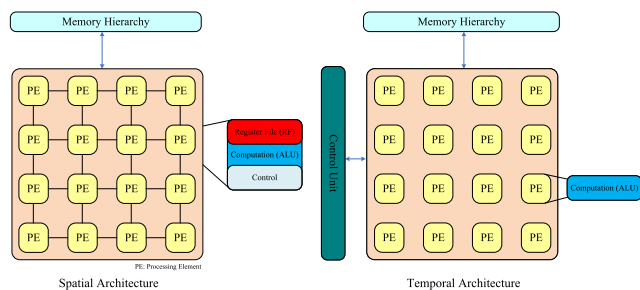 Memory Hierarchy
PE PE PE PE
PE PE PE PE
PE PE PE PE
PE PE PE PE
Register File (RF)
Computation (ALU)
Control
PE: Processing Element
Spatial Architecture
Memory Hierarchy
Control Unit
PE PE PE PE
PE PE PE PE
PE PE PE PE
PE PE PE PE
Computation (ALU)
Temporal Architecture